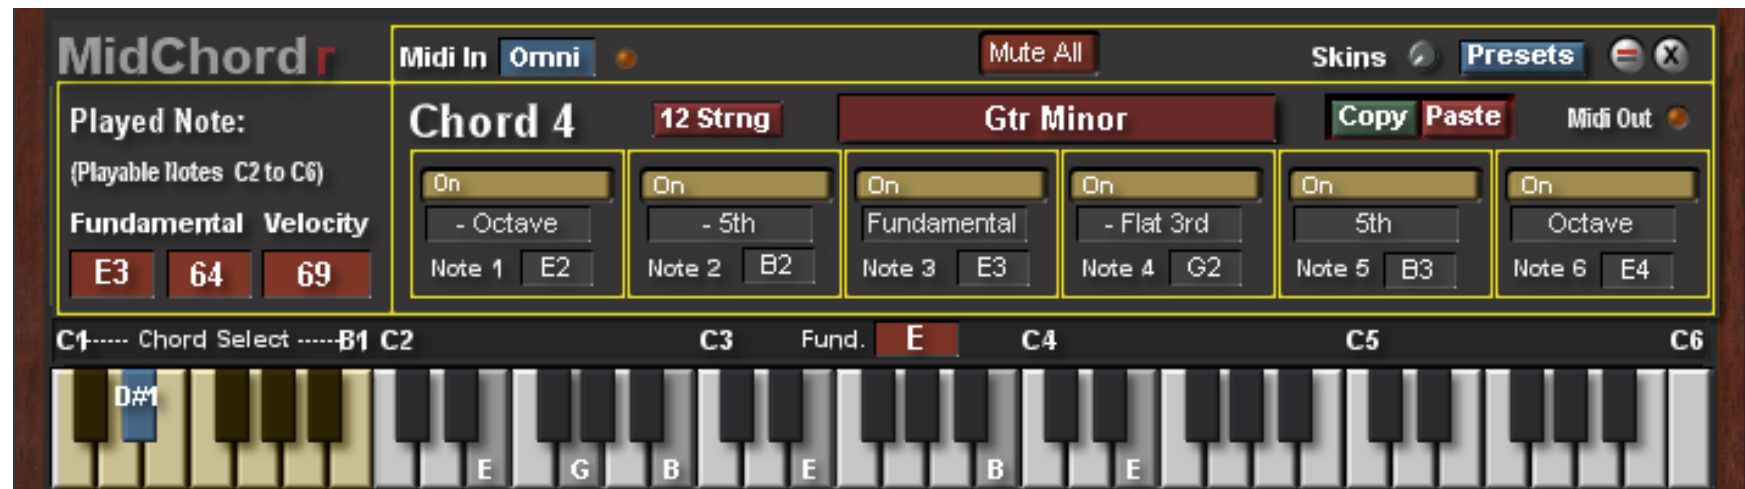 MidChordr
Midi In Omni Mute All Skins Presets X
Played Note:
(Playable Notes C2 to C6)
Fundamental Velocity
E3 64 69
Chord 4 12 Strng Gtr Minor Copy Paste Midi Out
On On On On On On
- Octave - 5th Fundamental - Flat 3rd 5th Octave
Note 1 E2 Note 2 B2 Note 3 E3 Note 4 G2 Note 5 B3 Note 6 E4
C1----- Chord Select -----B1 C2 C3 Fund. E C4 C5 C6
D#1
E G B E B E